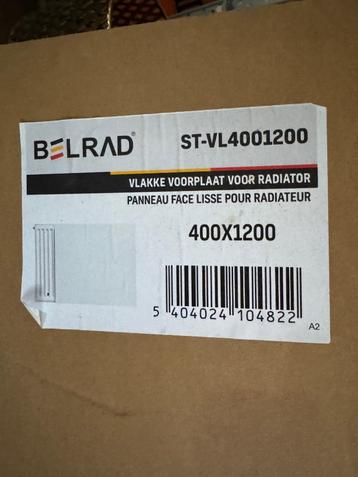 BELRAD®
ST-VL4001200
VLAKKE VOORPLAAT VOOR RADIATOR
PANNEAU FACE LISSE POUR RADIATEUR
400X1200
5 404024 104822
A2